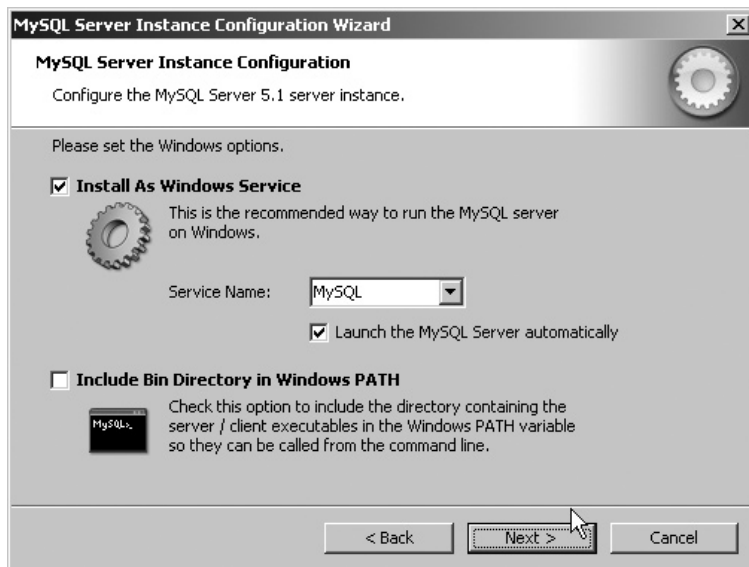 MySQL Server Instance Configuration Wizard
MySQL Server Instance Configuration
Configure the MySQL Server 5.1 server instance.
Please set the Windows options.
Install As Windows Service
This is the recommended way to run the MySQL server
on Windows.
Service Name: MySQL
Launch the MySQL Server automatically
Include Bin Directory in Windows PATH
MySQL>_
Check this option to include the directory containing the
server / client executables in the Windows PATH variable
so they can be called from the command line.
< Back Next > Cancel